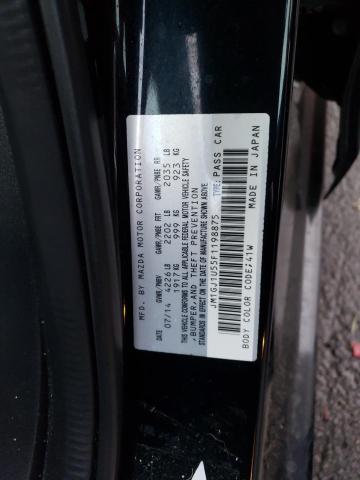 MFD. BY MAZDA MOTOR CORPORATION
DATE GVWR/PNBV GAWR/PNBE FRT GAWR/PNBE RR
07/14 4226 LB 2202 LB 2035 LB
1917 KG 999 KG 923 KG
THIS VEHICLE CONFORMS TO ALL APPLICABLE FEDERAL MOTOR VEHICLE SAFETY
,BUMPER,AND THEFT PREVENTION
STANDARDS IN EFFECT ON THE DATE OF MANUFACTURE SHOWN ABOVE.
JM1GJ1U55F1198875 TYPE:PASS CAR
MADE IN JAPAN
BODY COLOR CODE:41W